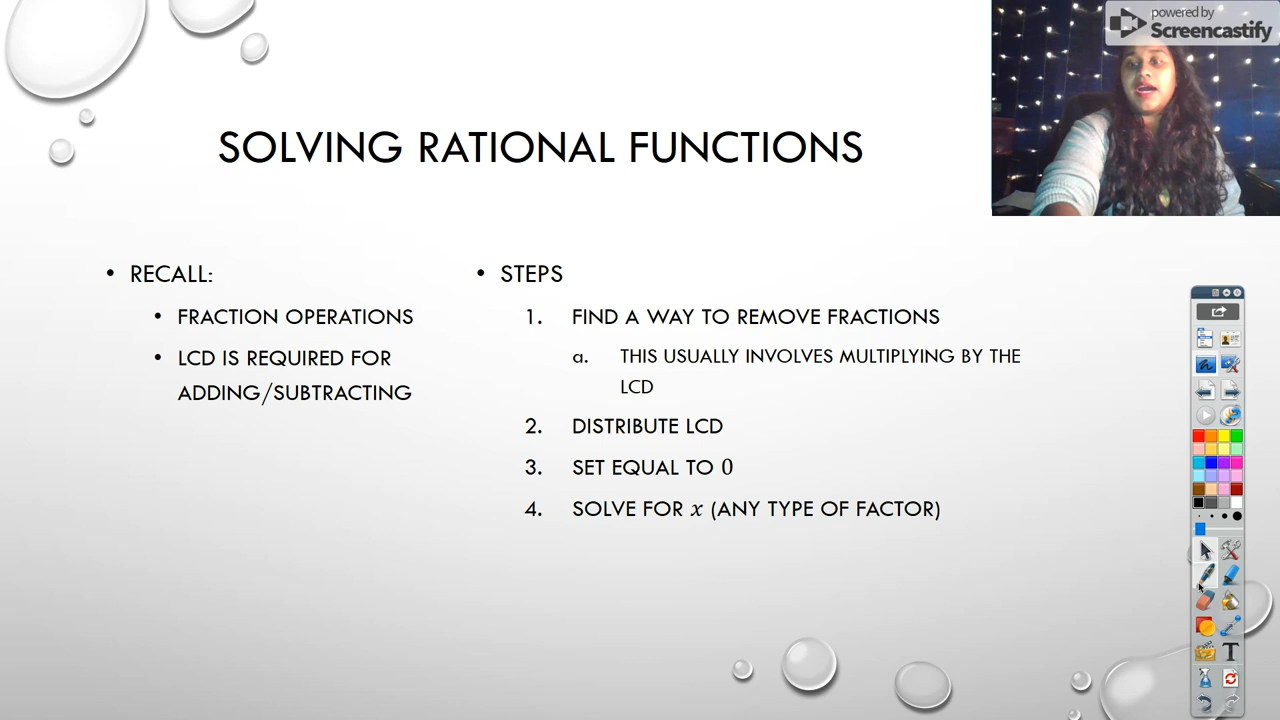 powered by
Screencastify
SOLVING RATIONAL FUNCTIONS
• RECALL:
• FRACTION OPERATIONS
• LCD IS REQUIRED FOR
ADDING/SUBTRACTING
• STEPS
1. FIND A WAY TO REMOVE FRACTIONS
a. THIS USUALLY INVOLVES MULTIPLYING BY THE
LCD
2. DISTRIBUTE LCD
3. SET EQUAL TO 0
4. SOLVE FOR x (ANY TYPE OF FACTOR)
T